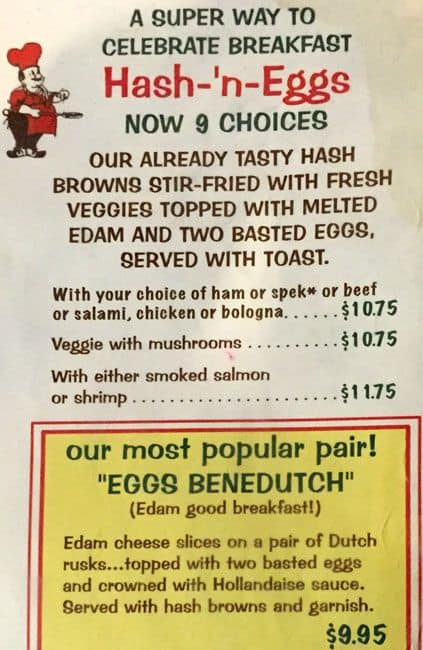 A SUPER WAY TO
CELEBRATE BREAKFAST
Hash-'n-Eggs
NOW 9 CHOICES
OUR ALREADY TASTY HASH
BROWNS STIR-FRIED WITH FRESH
VEGGIES TOPPED WITH MELTED
EDAM AND TWO BASTED EGGS,
SERVED WITH TOAST.
With your choice of ham or spek* or beef
or salami, chicken or bologna......$10.75
Veggie with mushrooms ..........$10.75
With either smoked salmon
or shrimp ......................$11.75
our most popular pair!
"EGGS BENEDUTCH"
(Edam good breakfast!)
Edam cheese slices on a pair of Dutch
rusks...topped with two basted eggs
and crowned with Hollandaise sauce.
Served with hash browns and garnish.
$9.95